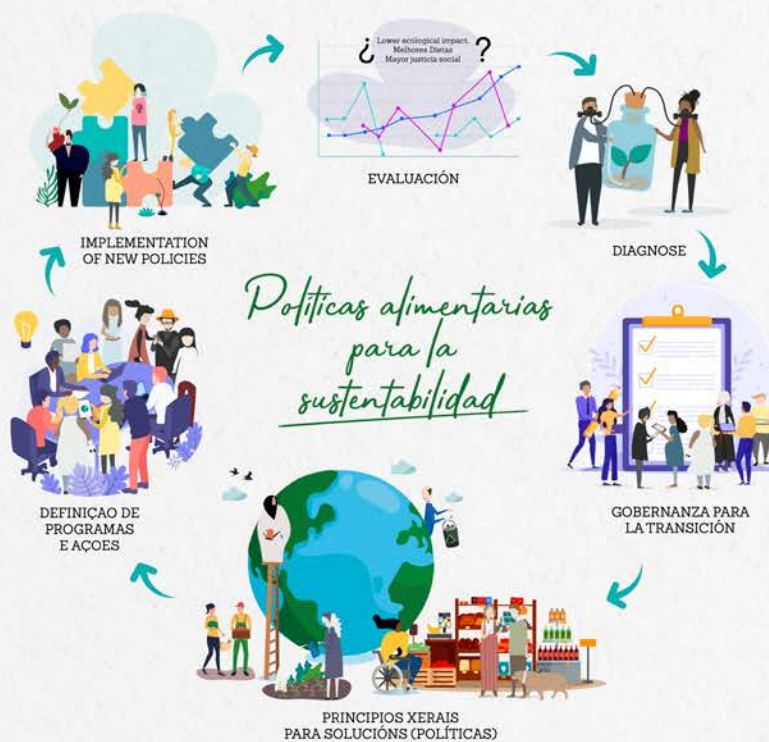 ¿ Lower ecological impact. ?
Melhores Dietas
Mayor justicia social
EVALUACIÓN
IMPLEMENTATION
OF NEW POLICIES
DIAGNOSE
Políticas alimentarias
para la
sustentabilidad
DEFINIÇAO DE
PROGRAMAS
E AÇOES
GOBERNANZA PARA
LA TRANSICIÓN
PRINCIPIOS XERAIS
PARA SOLUCIÓNS (POLÍTICAS)